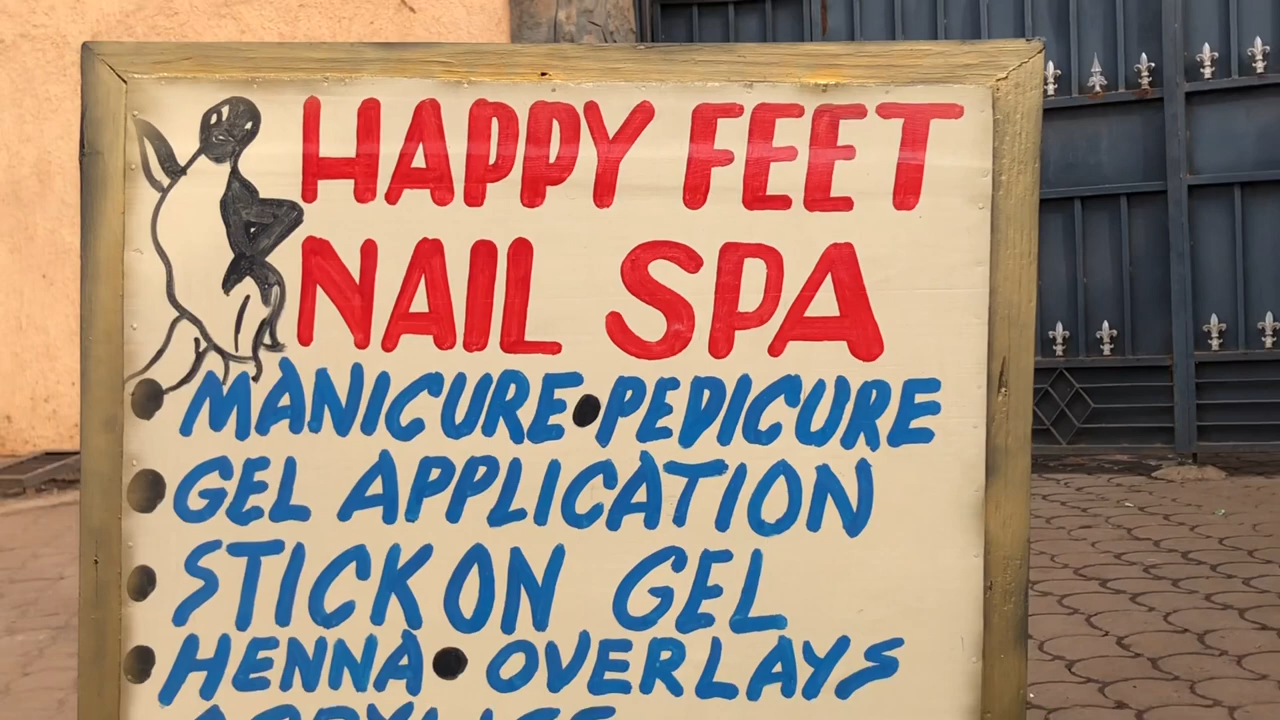 HAPPY FEET
NAIL SPA
MANICURE•PEDICURE
GEL APPLICATION
STICK ON GEL
HENNA•OVERLAYS